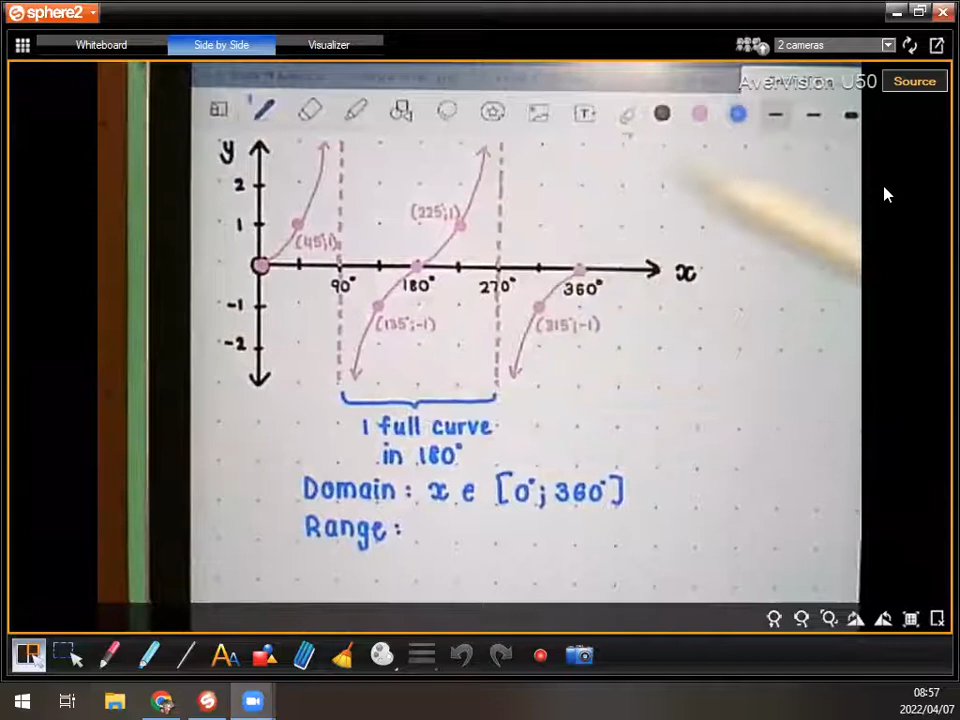 sphere2
Whiteboard
Side by Side
Visualizer
2 cameras
AverVision U50
Source
y
2
1
(45°;1)
(225°;1)
90°
180°
270°
360°
x
-1
(135°;-1)
(315°;-1)
-2
1 full curve
in 180°
Domain: x e [0°; 360°]
Range:
08:57
2022/04/07